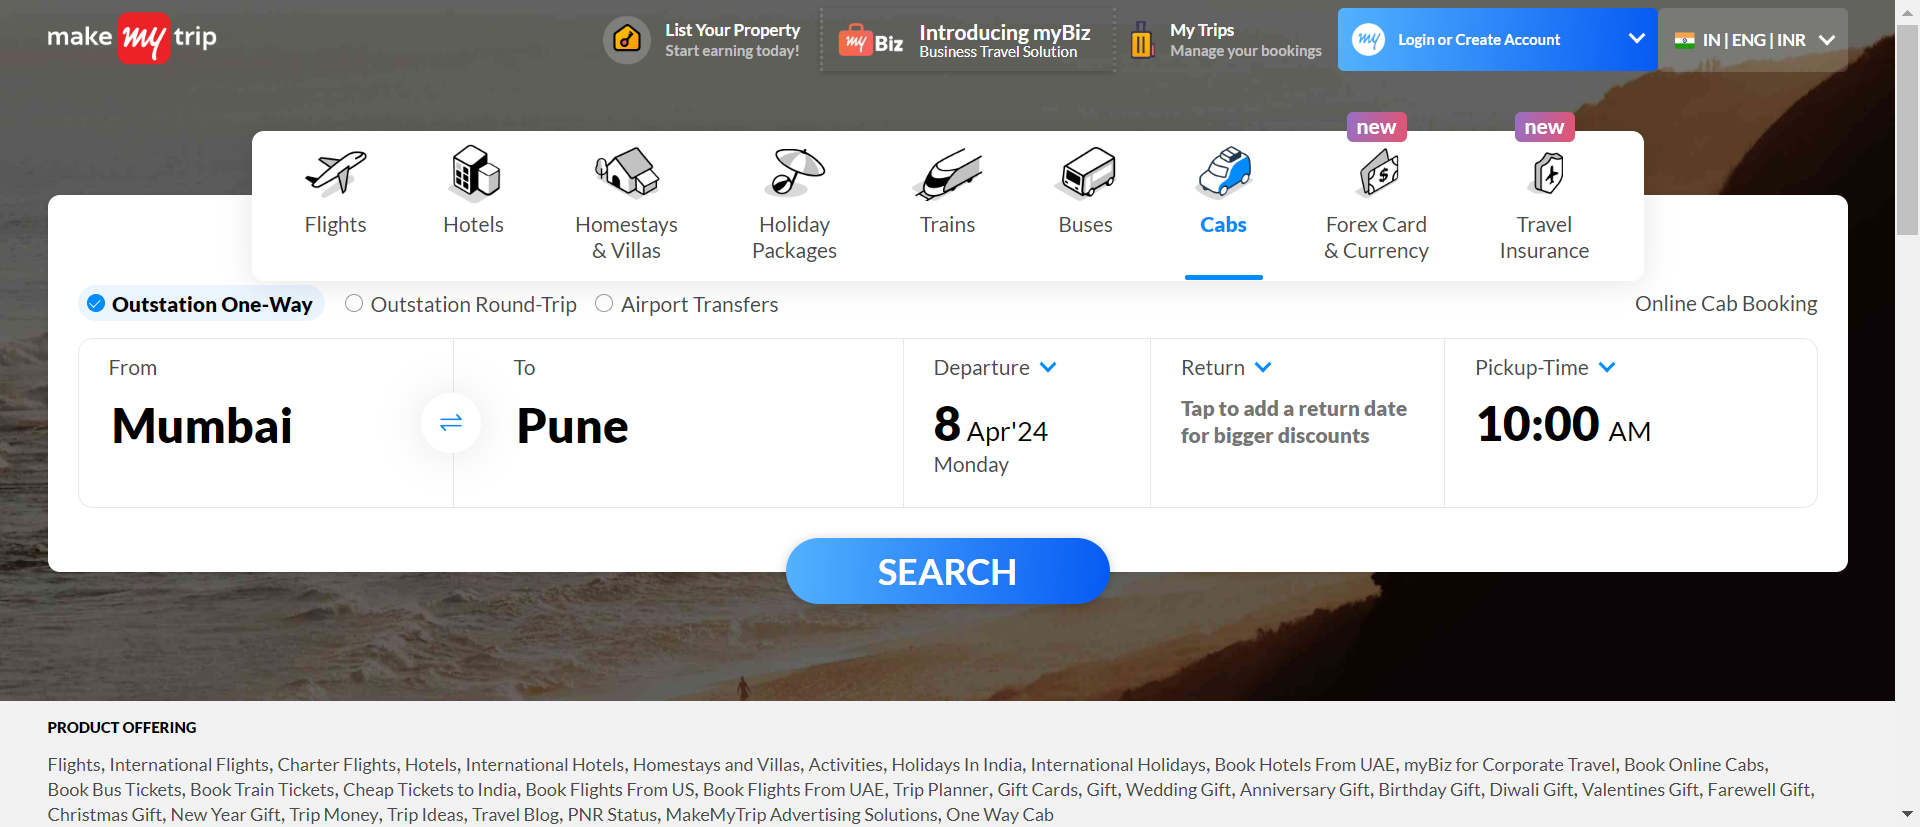 make my trip
List Your Property
Start earning today!
my Biz
Introducing myBiz
Business Travel Solution
My Trips
Manage your bookings
my
Login or Create Account
IN | ENG | INR
new
new
Flights
Hotels
Homestays
& Villas
Holiday
Packages
Trains
Buses
Cabs
Forex Card
& Currency
Travel
Insurance
Outstation One-Way
Outstation Round-Trip
Airport Transfers
Online Cab Booking
From
Mumbai
To
Pune
Departure
8 Apr'24
Monday
Return
Tap to add a return date
for bigger discounts
Pickup-Time
10:00 AM
SEARCH
PRODUCT OFFERING
Flights, International Flights, Charter Flights, Hotels, International Hotels, Homestays and Villas, Activities, Holidays In India, International Holidays, Book Hotels From UAE, myBiz for Corporate Travel, Book Online Cabs,
Book Bus Tickets, Book Train Tickets, Cheap Tickets to India, Book Flights From US, Book Flights From UAE, Trip Planner, Gift Cards, Gift, Wedding Gift, Anniversary Gift, Birthday Gift, Diwali Gift, Valentines Gift, Farewell Gift,
Christmas Gift, New Year Gift, Trip Money, Trip Ideas, Travel Blog, PNR Status, MakeMyTrip Advertising Solutions, One Way Cab